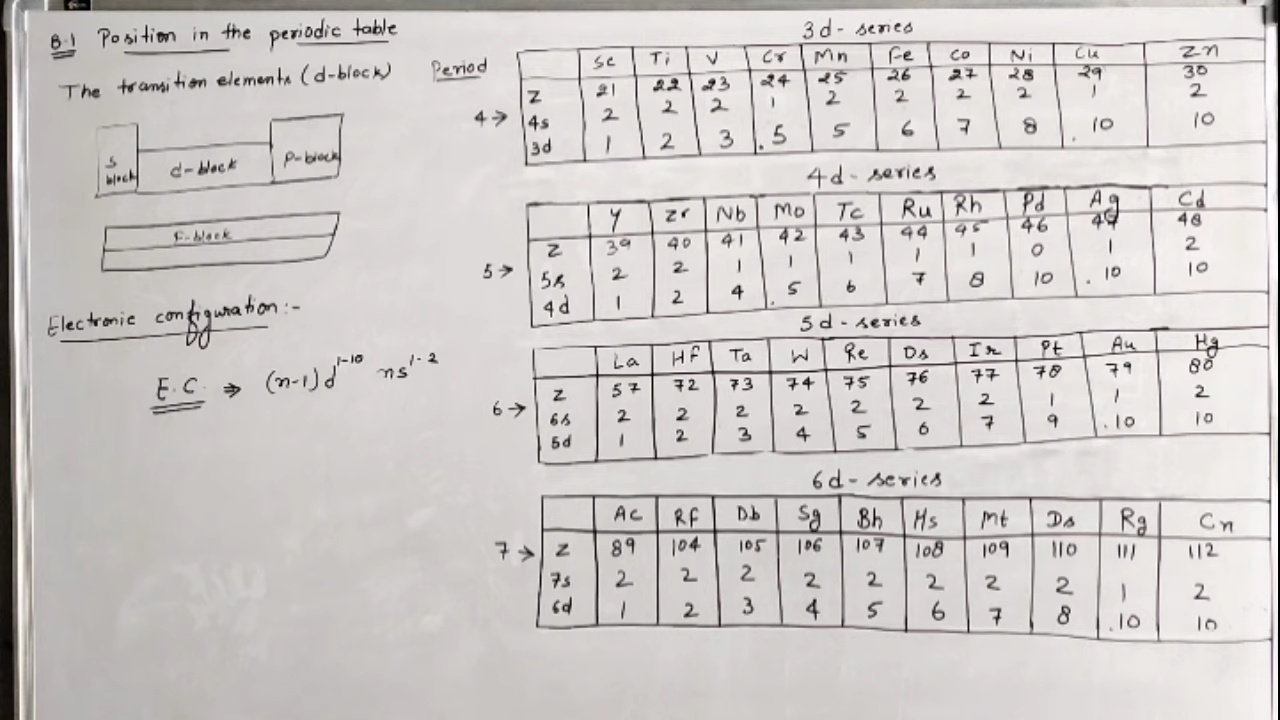 8.1 Position in the periodic table
The transition elements (d-block)
s block
d-block
P-block
f-block
Electronic configuration :-
E.C. ⇒ (n-1)d¹⁻¹⁰ ns¹⁻²
Period
3d-series
Sc Ti V Cr Mn Fe Co Ni Cu Zn
Z 21 22 23 24 25 26 27 28 29 30
4 → 4s 2 2 2 1 2 2 2 2 1 2
3d 1 2 3 .5 5 6 7 8 .10 10
4d-series
Y Zr Nb Mo Tc Ru Rh Pd Ag Cd
Z 39 40 41 42 43 44 45 46 47 48
5 → 5s 2 2 1 1 1 1 1 0 1 2
4d 1 2 4 .5 6 7 8 10 .10 10
5d-series
La Hf Ta W Re Os Ir Pt Au Hg
Z 57 72 73 74 75 76 77 78 79 80
6 → 6s 2 2 2 2 2 2 2 1 1 2
5d 1 2 3 4 5 6 7 9 .10 10
6d-series
Ac Rf Db Sg Bh Hs Mt Ds Rg Cn
7 → Z 89 104 105 106 107 108 109 110 111 112
7s 2 2 2 2 2 2 2 2 1 2
6d 1 2 3 4 5 6 7 8 .10 10